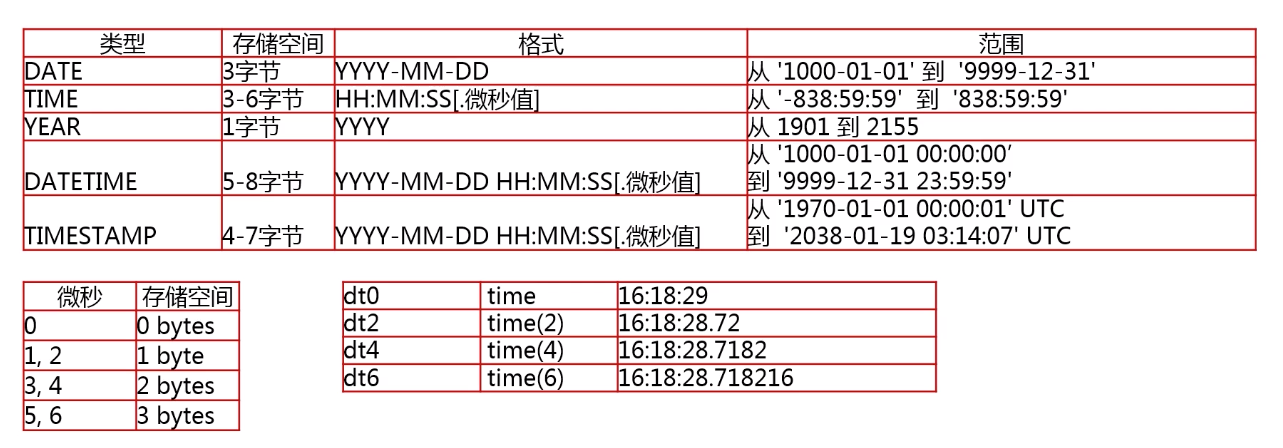 类型 存储空间 格式 范围
DATE 3字节 YYYY-MM-DD 从 '1000-01-01' 到 '9999-12-31'
TIME 3-6字节 HH:MM:SS[.微秒值] 从 '-838:59:59' 到 '838:59:59'
YEAR 1字节 YYYY 从 1901 到 2155
从 '1000-01-01 00:00:00’
DATETIME 5-8字节 YYYY-MM-DD HH:MM:SS[.微秒值] 到 '9999-12-31 23:59:59'
从 '1970-01-01 00:00:01' UTC
TIMESTAMP 4-7字节 YYYY-MM-DD HH:MM:SS[.微秒值] 到 '2038-01-19 03:14:07' UTC
微秒 存储空间
0 0 bytes
1, 2 1 byte
3, 4 2 bytes
5, 6 3 bytes
dt0 time 16:18:29
dt2 time(2) 16:18:28.72
dt4 time(4) 16:18:28.7182
dt6 time(6) 16:18:28.718216